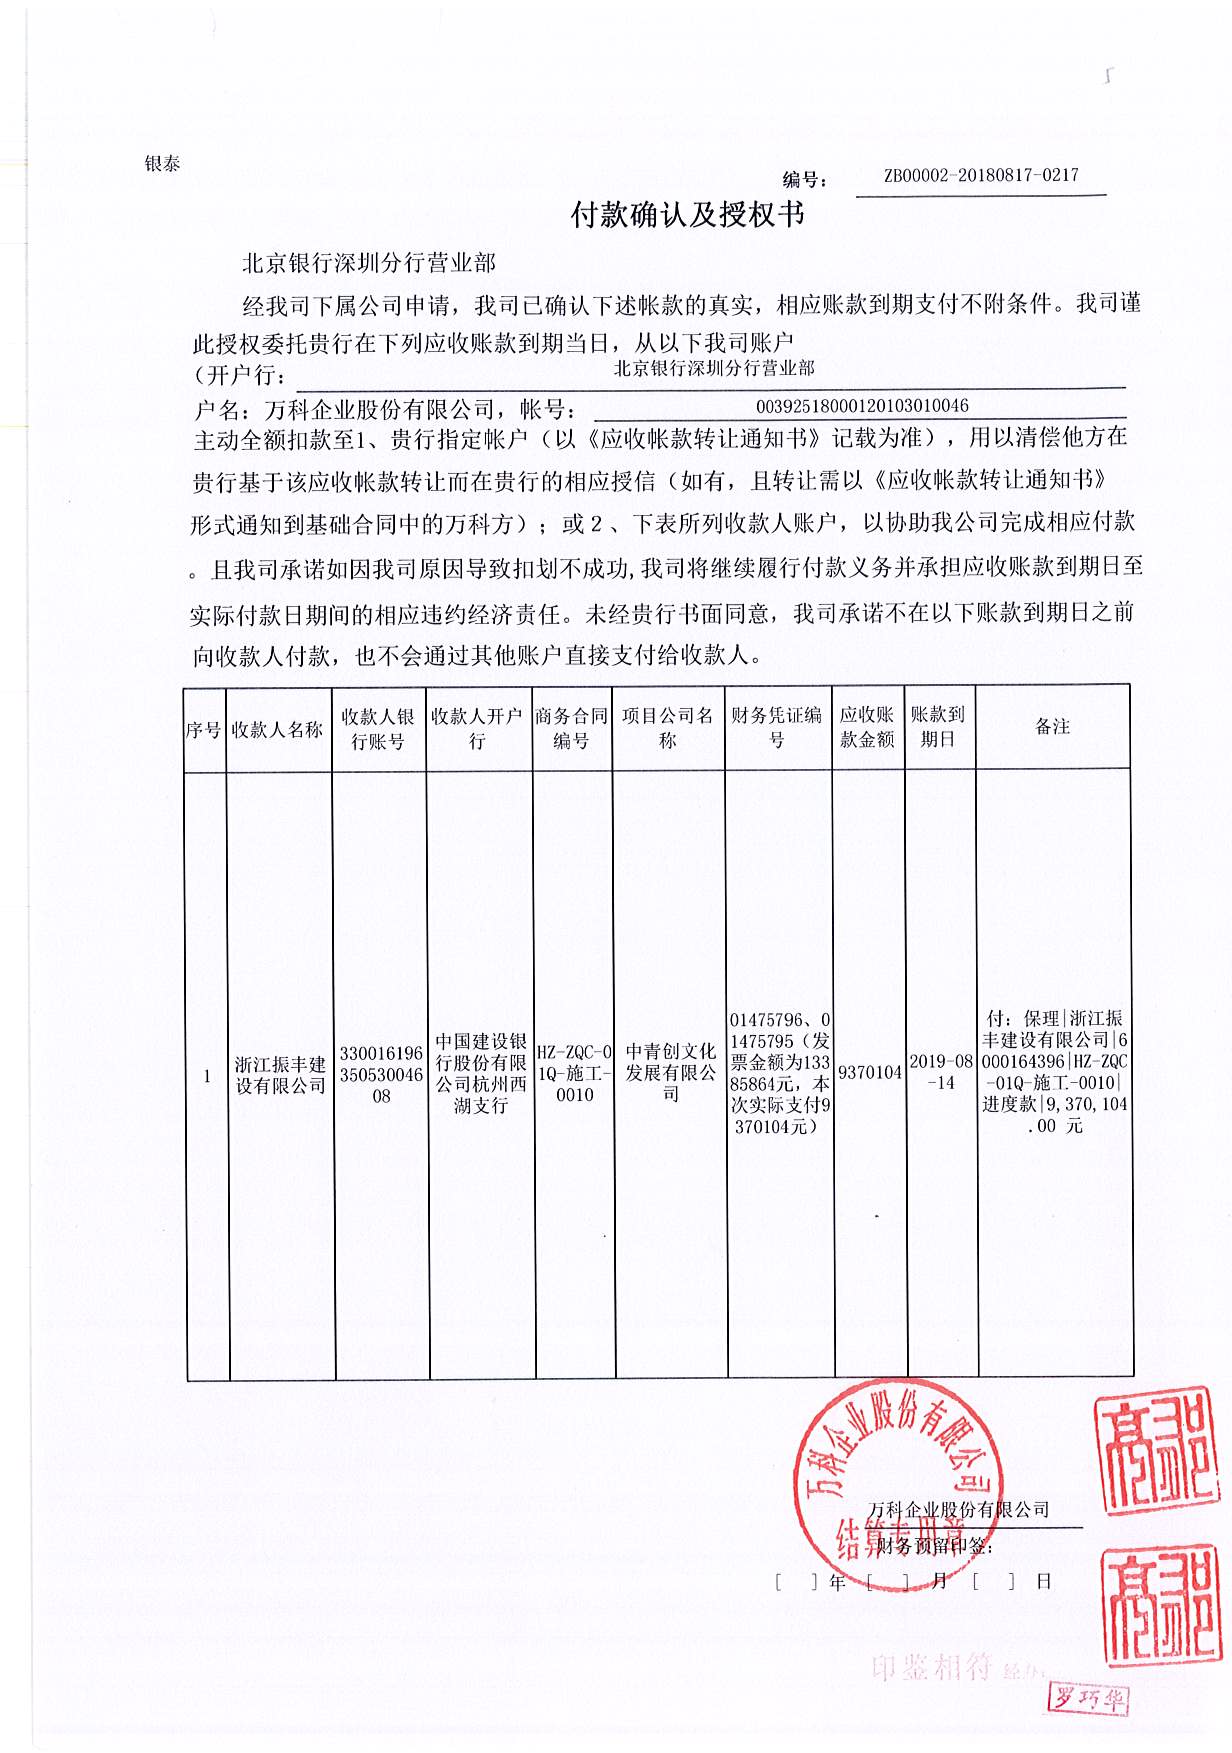 银泰
编号： ZB00002-20180817-0217
付款确认及授权书
北京银行深圳分行营业部
经我司下属公司申请，我司已确认下述帐款的真实，相应账款到期支付不附条件。我司谨
此授权委托贵行在下列应收账款到期当日，从以下我司账户
（开户行： 北京银行深圳分行营业部
户名：万科企业股份有限公司，帐号： 00392518000120103010046
主动全额扣款至1、贵行指定帐户（以《应收帐款转让通知书》记载为准），用以清偿他方在
贵行基于该应收帐款转让而在贵行的相应授信（如有，且转让需以《应收帐款转让通知书》
形式通知到基础合同中的万科方）；或2、下表所列收款人账户，以协助我公司完成相应付款
。且我司承诺如因我司原因导致扣划不成功,我司将继续履行付款义务并承担应收账款到期日至
实际付款日期间的相应违约经济责任。未经贵行书面同意，我司承诺不在以下账款到期日之前
向收款人付款，也不会通过其他账户直接支付给收款人。
序号
收款人名称
收款人银
行账号
收款人开户
行
商务合同
编号
项目公司名
称
财务凭证编
号
应收账
款金额
账款到
期日
备注
1
浙江振丰建
设有限公司
330016196
350530046
08
中国建设银
行股份有限
公司杭州西
湖支行
HZ-ZQC-0
1Q-施工-
0010
中青创文化
发展有限公
司
01475796、0
1475795（发
票金额为133
85864元，本
次实际支付9
370104元）
9370104
2019-08
-14
付：保理|浙江振
丰建设有限公司|6
000164396|HZ-ZQC
-01Q-施工-0010|
进度款|9,370,104
.00 元
万科企业股份有限公司
结算专用章
万科企业股份有限公司
财务预留印签：
[ ]年 [ ] 月 [ ] 日
印鉴相符
罗巧华